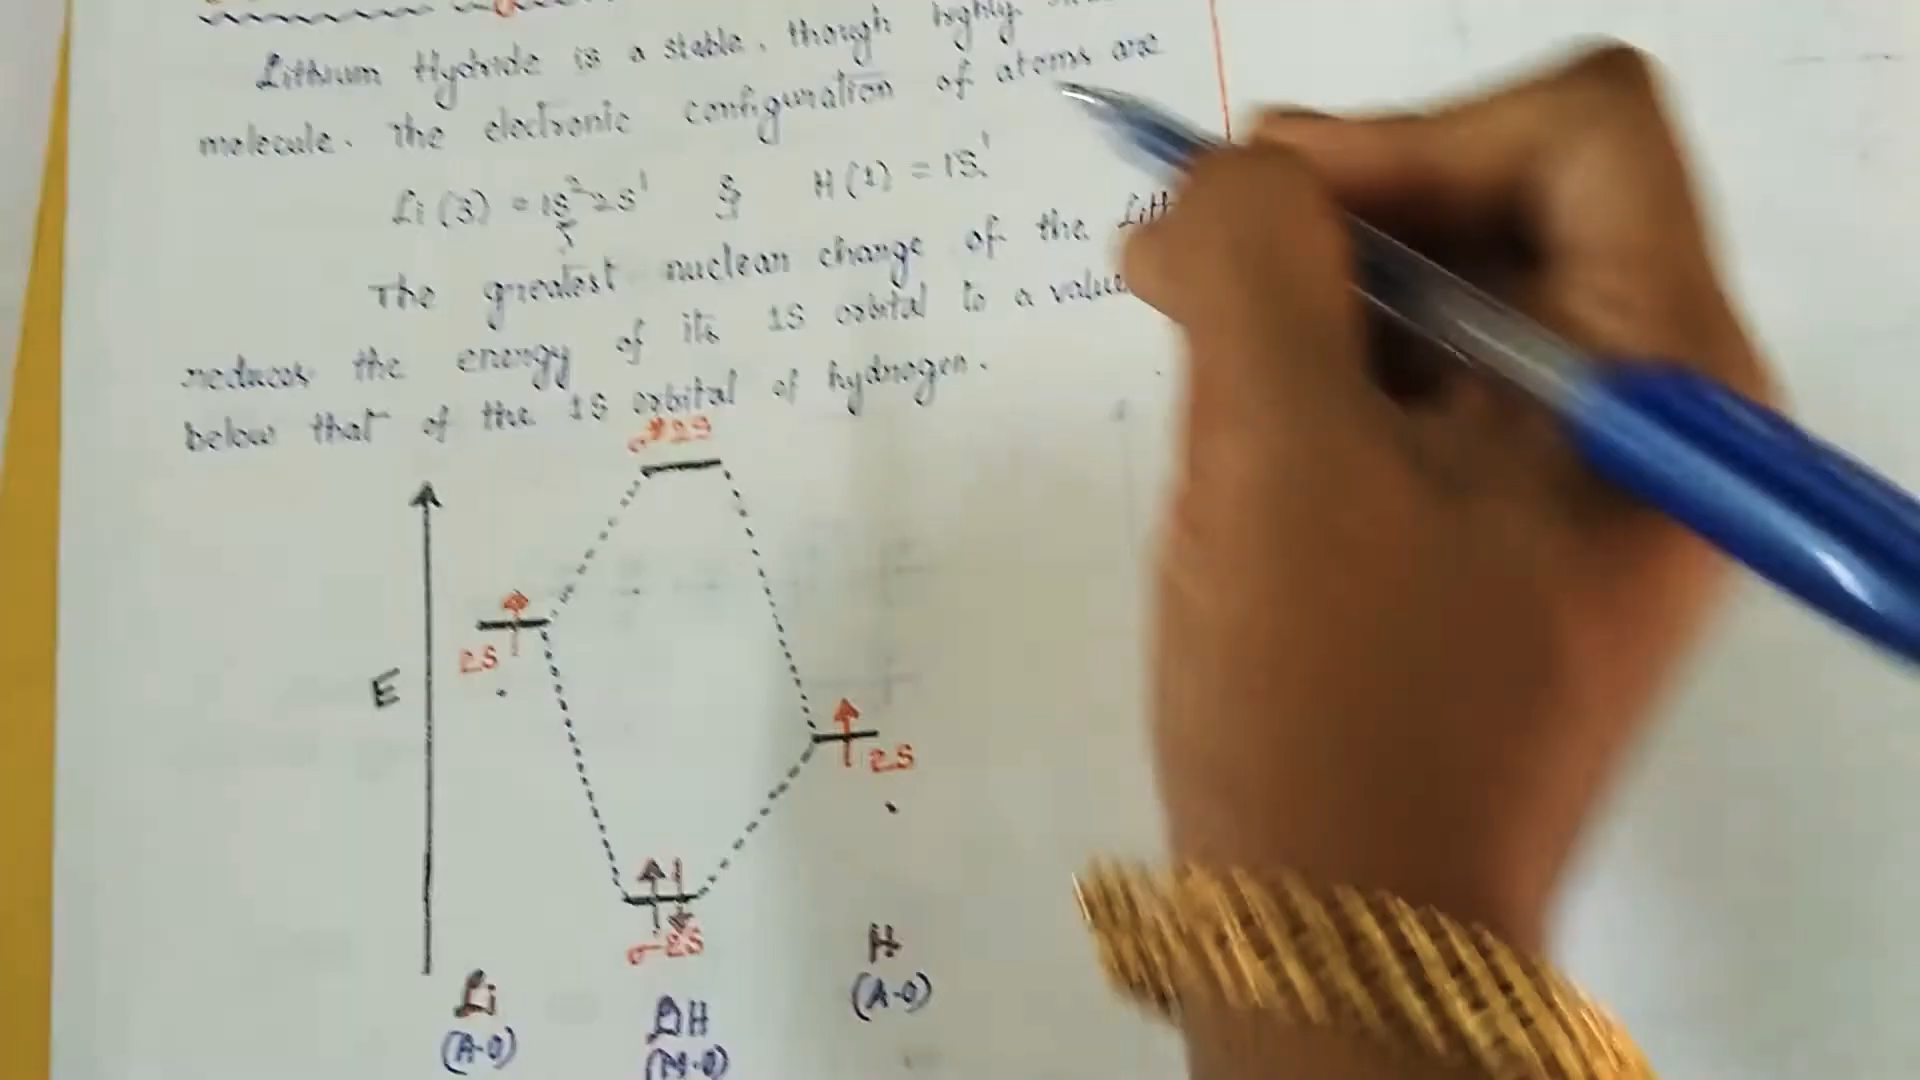 Lithium Hydride is a stable, though highly
molecule. The electronic configuration of atoms are
Li (3) = 1s² 2s¹ & H (1) = 1s¹
The greatest nuclear change of the Lith
reduces the energy of its 1s orbital to a value
below that of the 1s orbital of hydrogen.
σ*2s
2s
E
2s
σ2s
Li
(A-O)
LiH
(M-O)
H
(A-O)